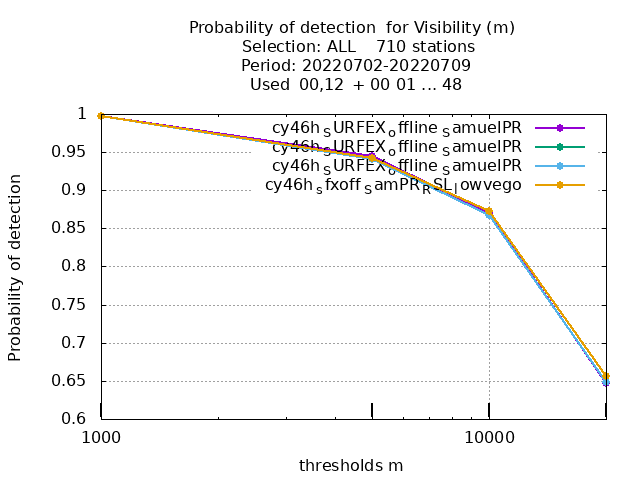 Probability of detection for Visibility (m)
Selection: ALL 710 stations
Period: 20220702-20220709
Used 00,12 + 00 01 ... 48
Probability of detection
1
0.95
0.9
0.85
0.8
0.75
0.7
0.65
0.6
cy46h_SURFEX_offline_SamuelPR
cy46h_SURFEX_offline_SamuelPR
cy46h_SURFEX_offline_SamuelPR
cy46h_sfxoff_SamPR_RSL_lowvego
1000
10000
thresholds m